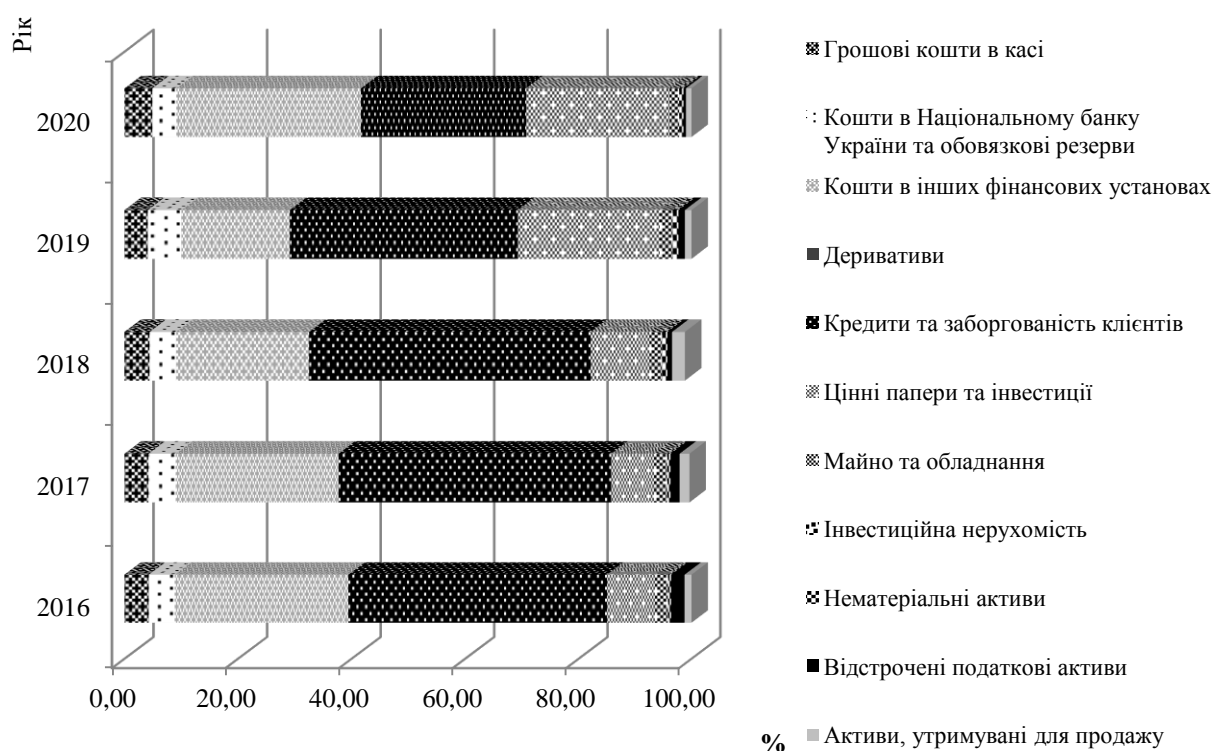 Рік
2020
2019
2018
2017
2016
0,00 20,00 40,00 60,00 80,00 100,00
%
Грошові кошти в касі
Кошти в Національному банку
України та обовязкові резерви
Кошти в інших фінансових установах
Деривативи
Кредити та заборгованість клієнтів
Цінні папери та інвестиції
Майно та обладнання
Інвестиційна нерухомість
Нематеріальні активи
Відстрочені податкові активи
Активи, утримувані для продажу